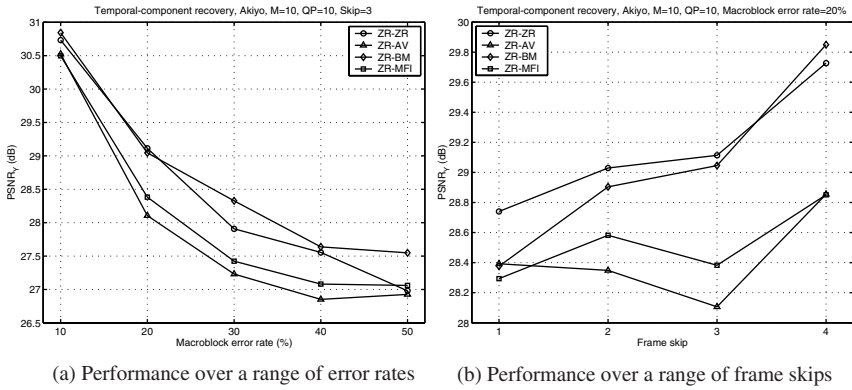 Temporal-component recovery, Akiyo, M=10, QP=10, Skip=3
31
30.5
30
29.5
29
28.5
28
27.5
27
26.5
PSNR_Y (dB)
ZR-ZR
ZR-AV
ZR-BM
ZR-MFI
10 20 30 40 50
Macroblock error rate (%)
(a) Performance over a range of error rates
Temporal-component recovery, Akiyo, M=10, QP=10, Macroblock error rate=20%
30
29.8
29.6
29.4
29.2
29
28.8
28.6
28.4
28.2
28
PSNR_Y (dB)
ZR-ZR
ZR-AV
ZR-BM
ZR-MFI
1 2 3 4
Frame skip
(b) Performance over a range of frame skips